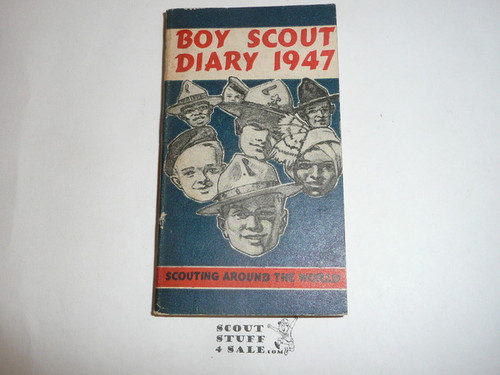 BOY SCOUT
DIARY 1947
SCOUTING AROUND THE WORLD
SCOUT
STUFF
4 SALE.COM